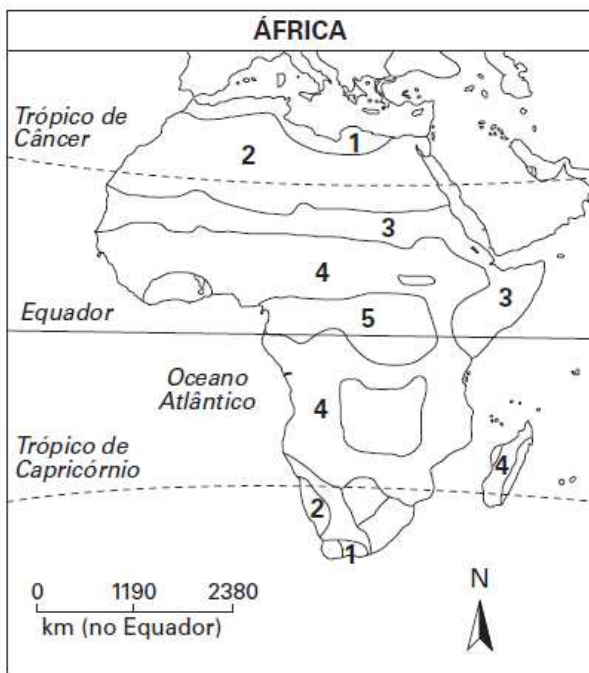 ÁFRICA
Trópico de
Câncer
1
2
3
4
3
5
Equador
Oceano
Atlântico
4
4
Trópico de
Capricórnio
2
1
N
0 1190 2380
km (no Equador)